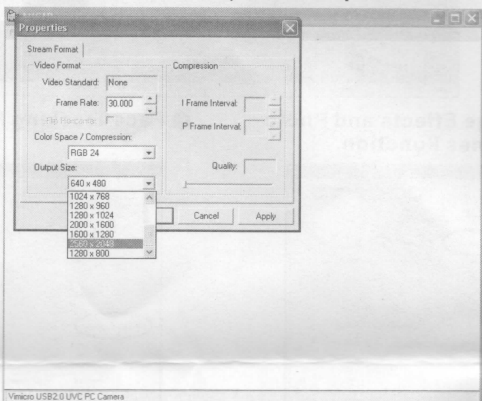 Properties
Stream Format
Video Format
Video Standard: None
Frame Rate: 30.000
Color Space / Compression:
RGB 24
Output Size:
640 x 480
1024 x 768
1280 x 960
1280 x 1024
2000 x 1600
1600 x 1280
2560 x 2048
1280 x 800
Compression
I Frame Interval:
P Frame Interval:
Quality:
Cancel
Apply
Vimicro USB2.0 UVC PC Camera